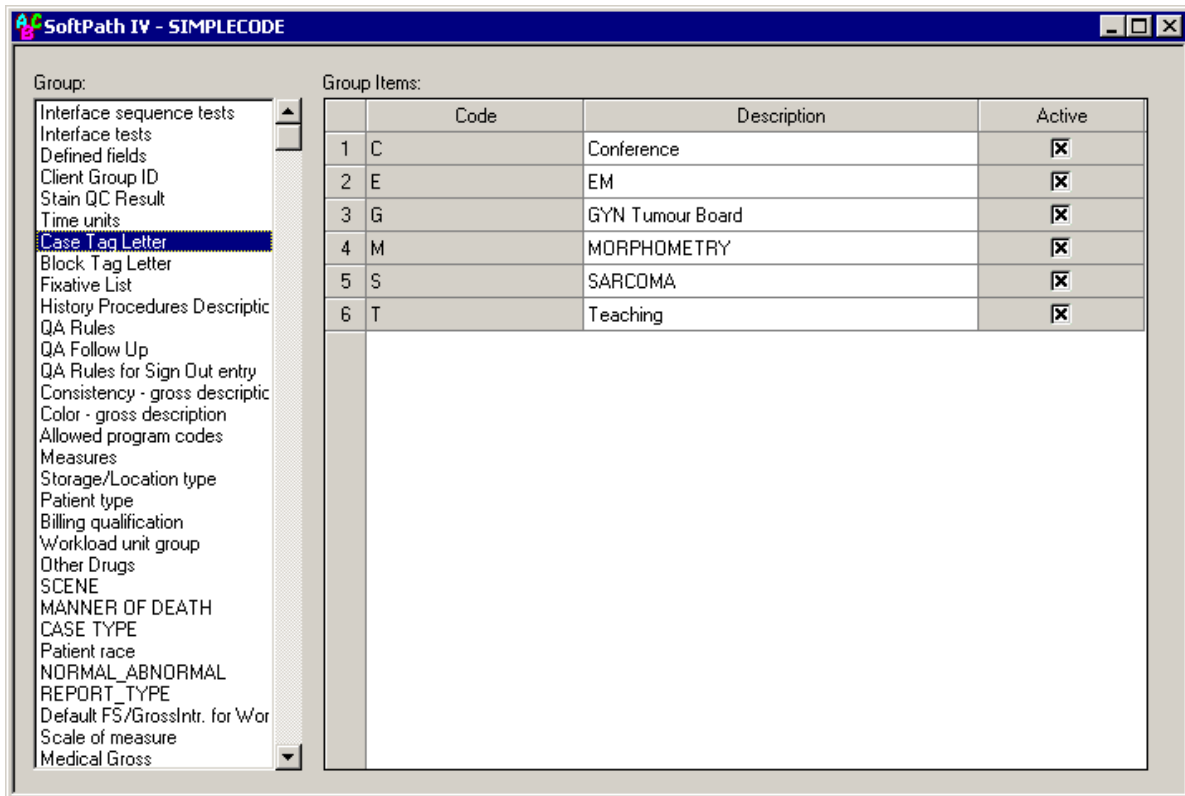 SoftPath IV - SIMPLECODE
Group:
Interface sequence tests
Interface tests
Defined fields
Client Group ID
Stain QC Result
Time units
Case Tag Letter
Block Tag Letter
Fixative List
History Procedures Descriptic
QA Rules
QA Follow Up
QA Rules for Sign Out entry
Consistency - gross descriptic
Color - gross description
Allowed program codes
Measures
Storage/Location type
Patient type
Billing qualification
Workload unit group
Other Drugs
SCENE
MANNER OF DEATH
CASE TYPE
Patient race
NORMAL_ABNORMAL
REPORT_TYPE
Default FS/GrossIntr. for Wor
Scale of measure
Medical Gross
Group Items:
Code Description Active
1 C Conference
2 E EM
3 G GYN Tumour Board
4 M MORPHOMETRY
5 S SARCOMA
6 T Teaching